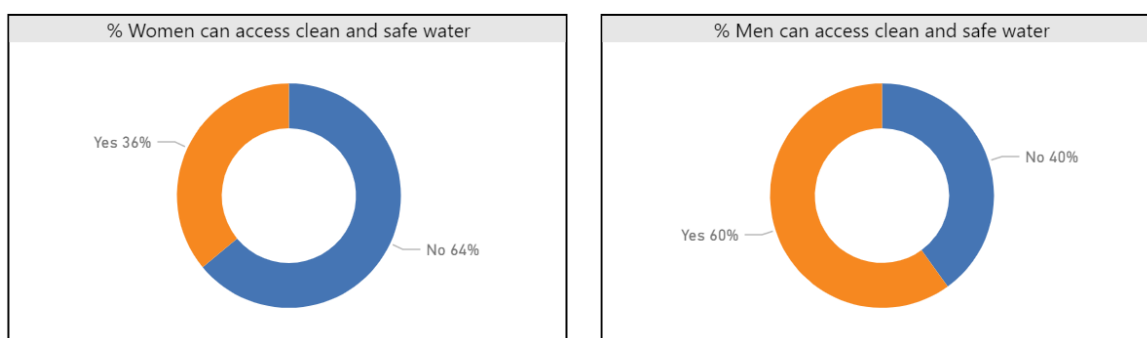 % Women can access clean and safe water
Yes 36%
No 64%
% Men can access clean and safe water
No 40%
Yes 60%